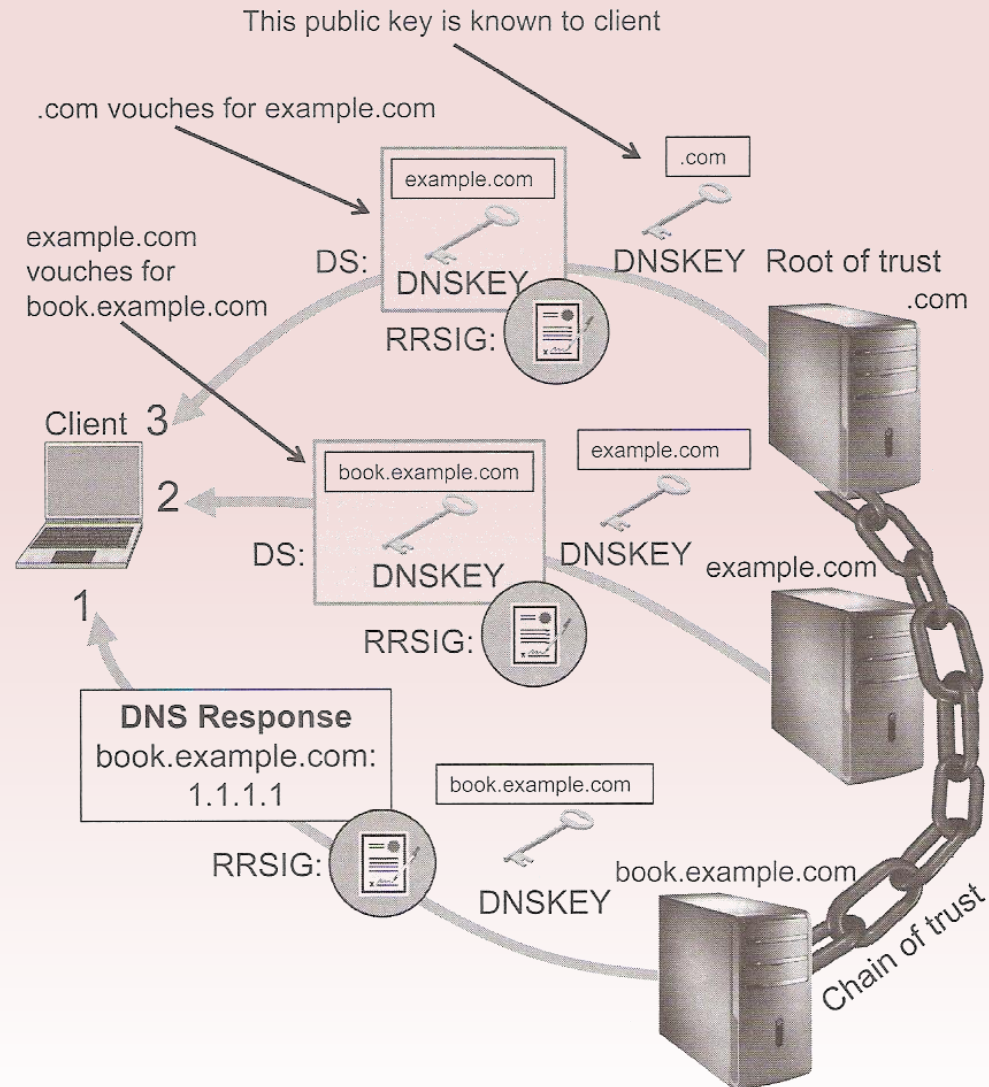 This public key is known to client
.com vouches for example.com
.com
example.com
example.com
vouches for
book.example.com
DS:
DNSKEY
DNSKEY
Root of trust
.com
RRSIG:
Client
3
2
1
book.example.com
example.com
DS:
DNSKEY
DNSKEY
example.com
RRSIG:
DNS Response
book.example.com:
1.1.1.1
book.example.com
RRSIG:
DNSKEY
book.example.com
Chain of trust